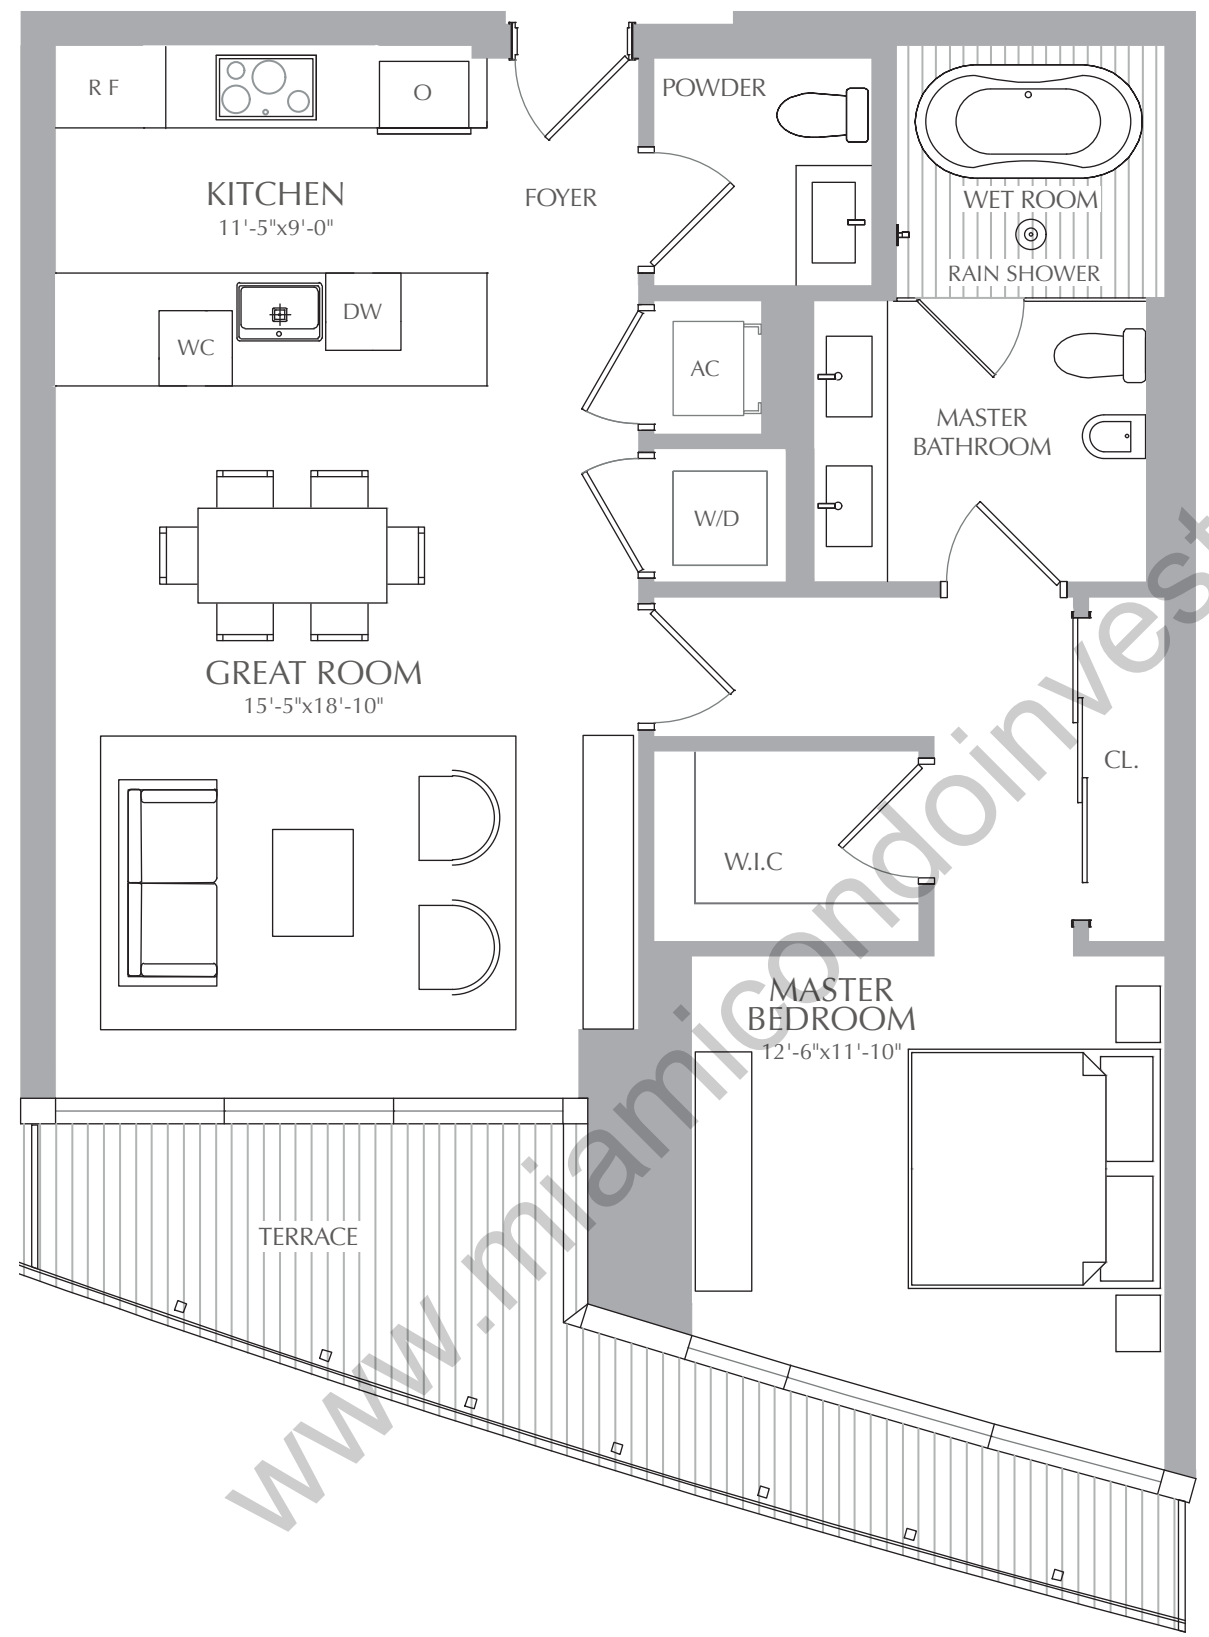 R F
O
POWDER
KITCHEN
11'-5"x9'-0"
FOYER
WET ROOM
RAIN SHOWER
WC
DW
AC
MASTER
BATHROOM
W/D
GREAT ROOM
15'-5"x18'-10"
CL.
W.I.C
MASTER
BEDROOM
12'-6"x11'-10"
TERRACE
www.miamicondoinvest